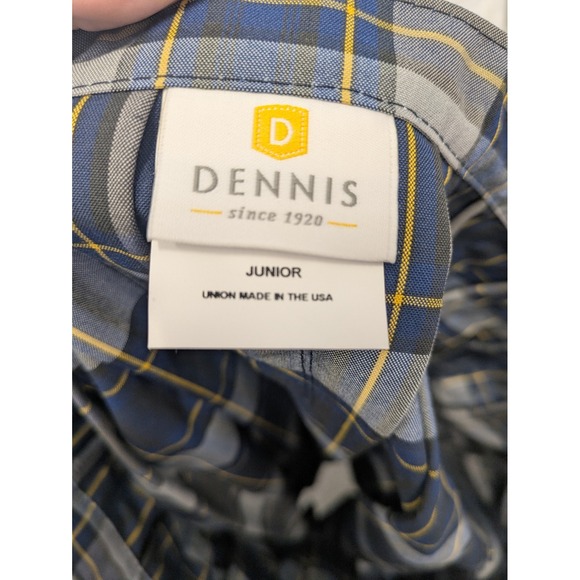 D
DENNIS
since 1920
JUNIOR
UNION MADE IN THE USA